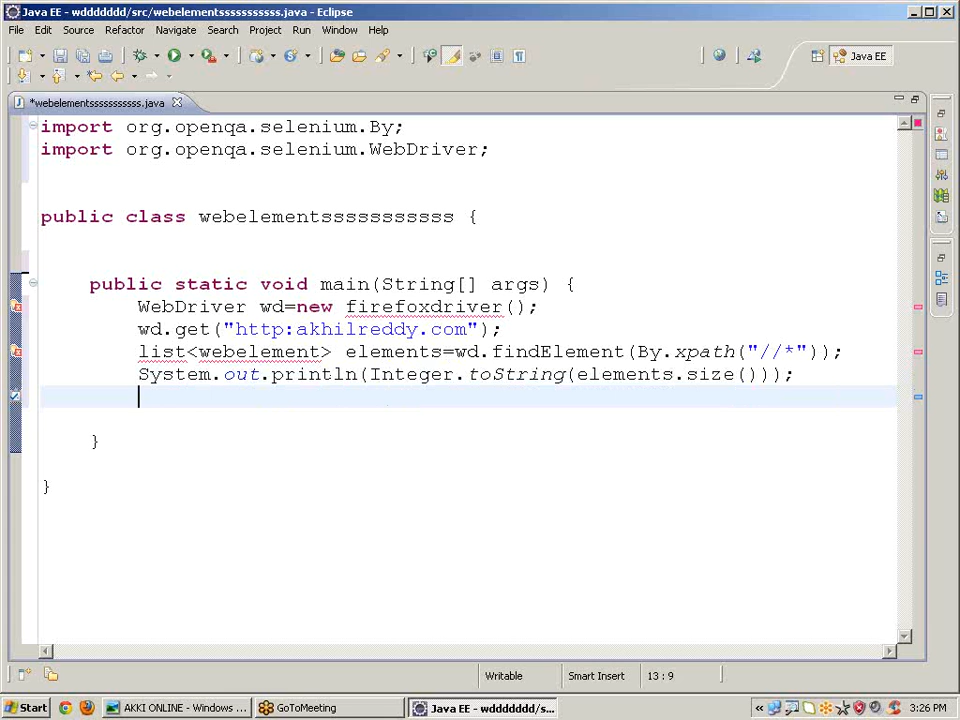 Java EE - wddddddd/src/webelementsssssssssss.java - Eclipse
File Edit Source Refactor Navigate Search Project Run Window Help
Java EE
*webelementsssssssssss.java
import org.openqa.selenium.By;
import org.openqa.selenium.WebDriver;
public class webelementsssssssssss {
public static void main(String[] args) {
WebDriver wd=new firefoxdriver();
wd.get("http:akhilreddy.com");
list<webelement> elements=wd.findElement(By.xpath("//*"));
System.out.println(Integer.toString(elements.size()));
}
}
Writable Smart Insert 13 : 9
Start AKKI ONLINE - Windows ... GoToMeeting Java EE - wddddddd/s... « 3:26 PM